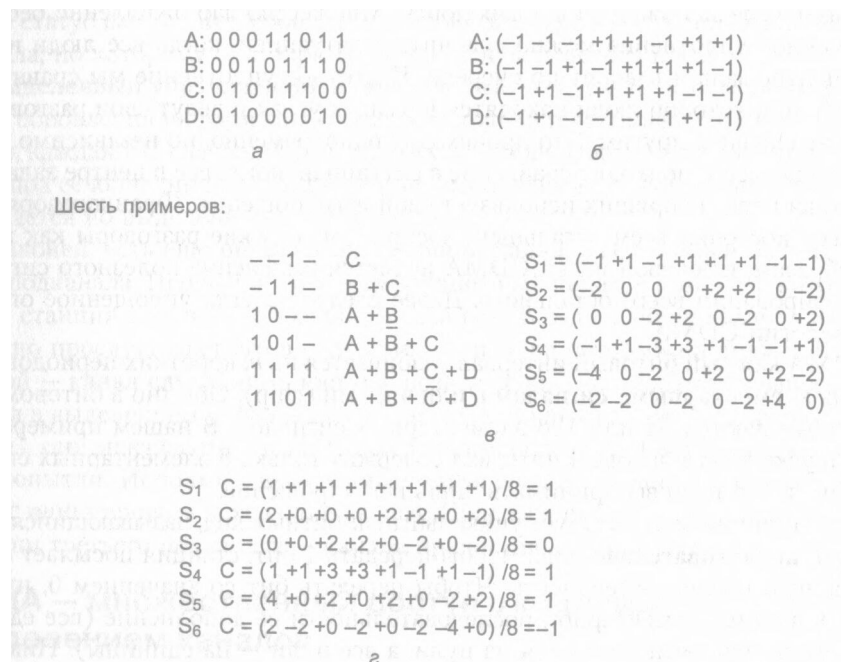 A: 0 0 0 1 1 0 1 1
B: 0 0 1 0 1 1 1 0
C: 0 1 0 1 1 1 0 0
D: 0 1 0 0 0 0 1 0
а
A: (–1 –1 –1 +1 +1 –1 +1 +1)
B: (–1 –1 +1 –1 +1 +1 +1 –1)
C: (–1 +1 –1 +1 +1 +1 –1 –1)
D: (–1 +1 –1 –1 –1 –1 +1 –1)
б
Шесть примеров:
– – 1 – C S₁ = (–1 +1 –1 +1 +1 +1 –1 –1)
– 1 1 – B + C S₂ = (–2 0 0 0 +2 +2 0 –2)
1 0 – – A + B S₃ = ( 0 0 –2 +2 0 –2 0 +2)
1 0 1 – A + B̅ + C S₄ = (–1 +1 –3 +3 +1 –1 –1 +1)
1 1 1 1 A + B + C + D S₅ = (–4 0 –2 0 +2 0 +2 –2)
1 1 0 1 A + B + C̅ + D S₆ = (–2 –2 0 –2 0 –2 +4 0)
в
S₁ C = (1 +1 +1 +1 +1 +1 +1 +1) /8 = 1
S₂ C = (2 +0 +0 +0 +2 +2 +0 +2) /8 = 1
S₃ C = (0 +0 +2 +2 +0 –2 +0 –2) /8 = 0
S₄ C = (1 +1 +3 +3 +1 –1 +1 –1) /8 = 1
S₅ C = (4 +0 +2 +0 +2 +0 –2 +2) /8 = 1
S₆ C = (2 –2 +0 –2 +0 –2 –4 +0) /8 = –1
г